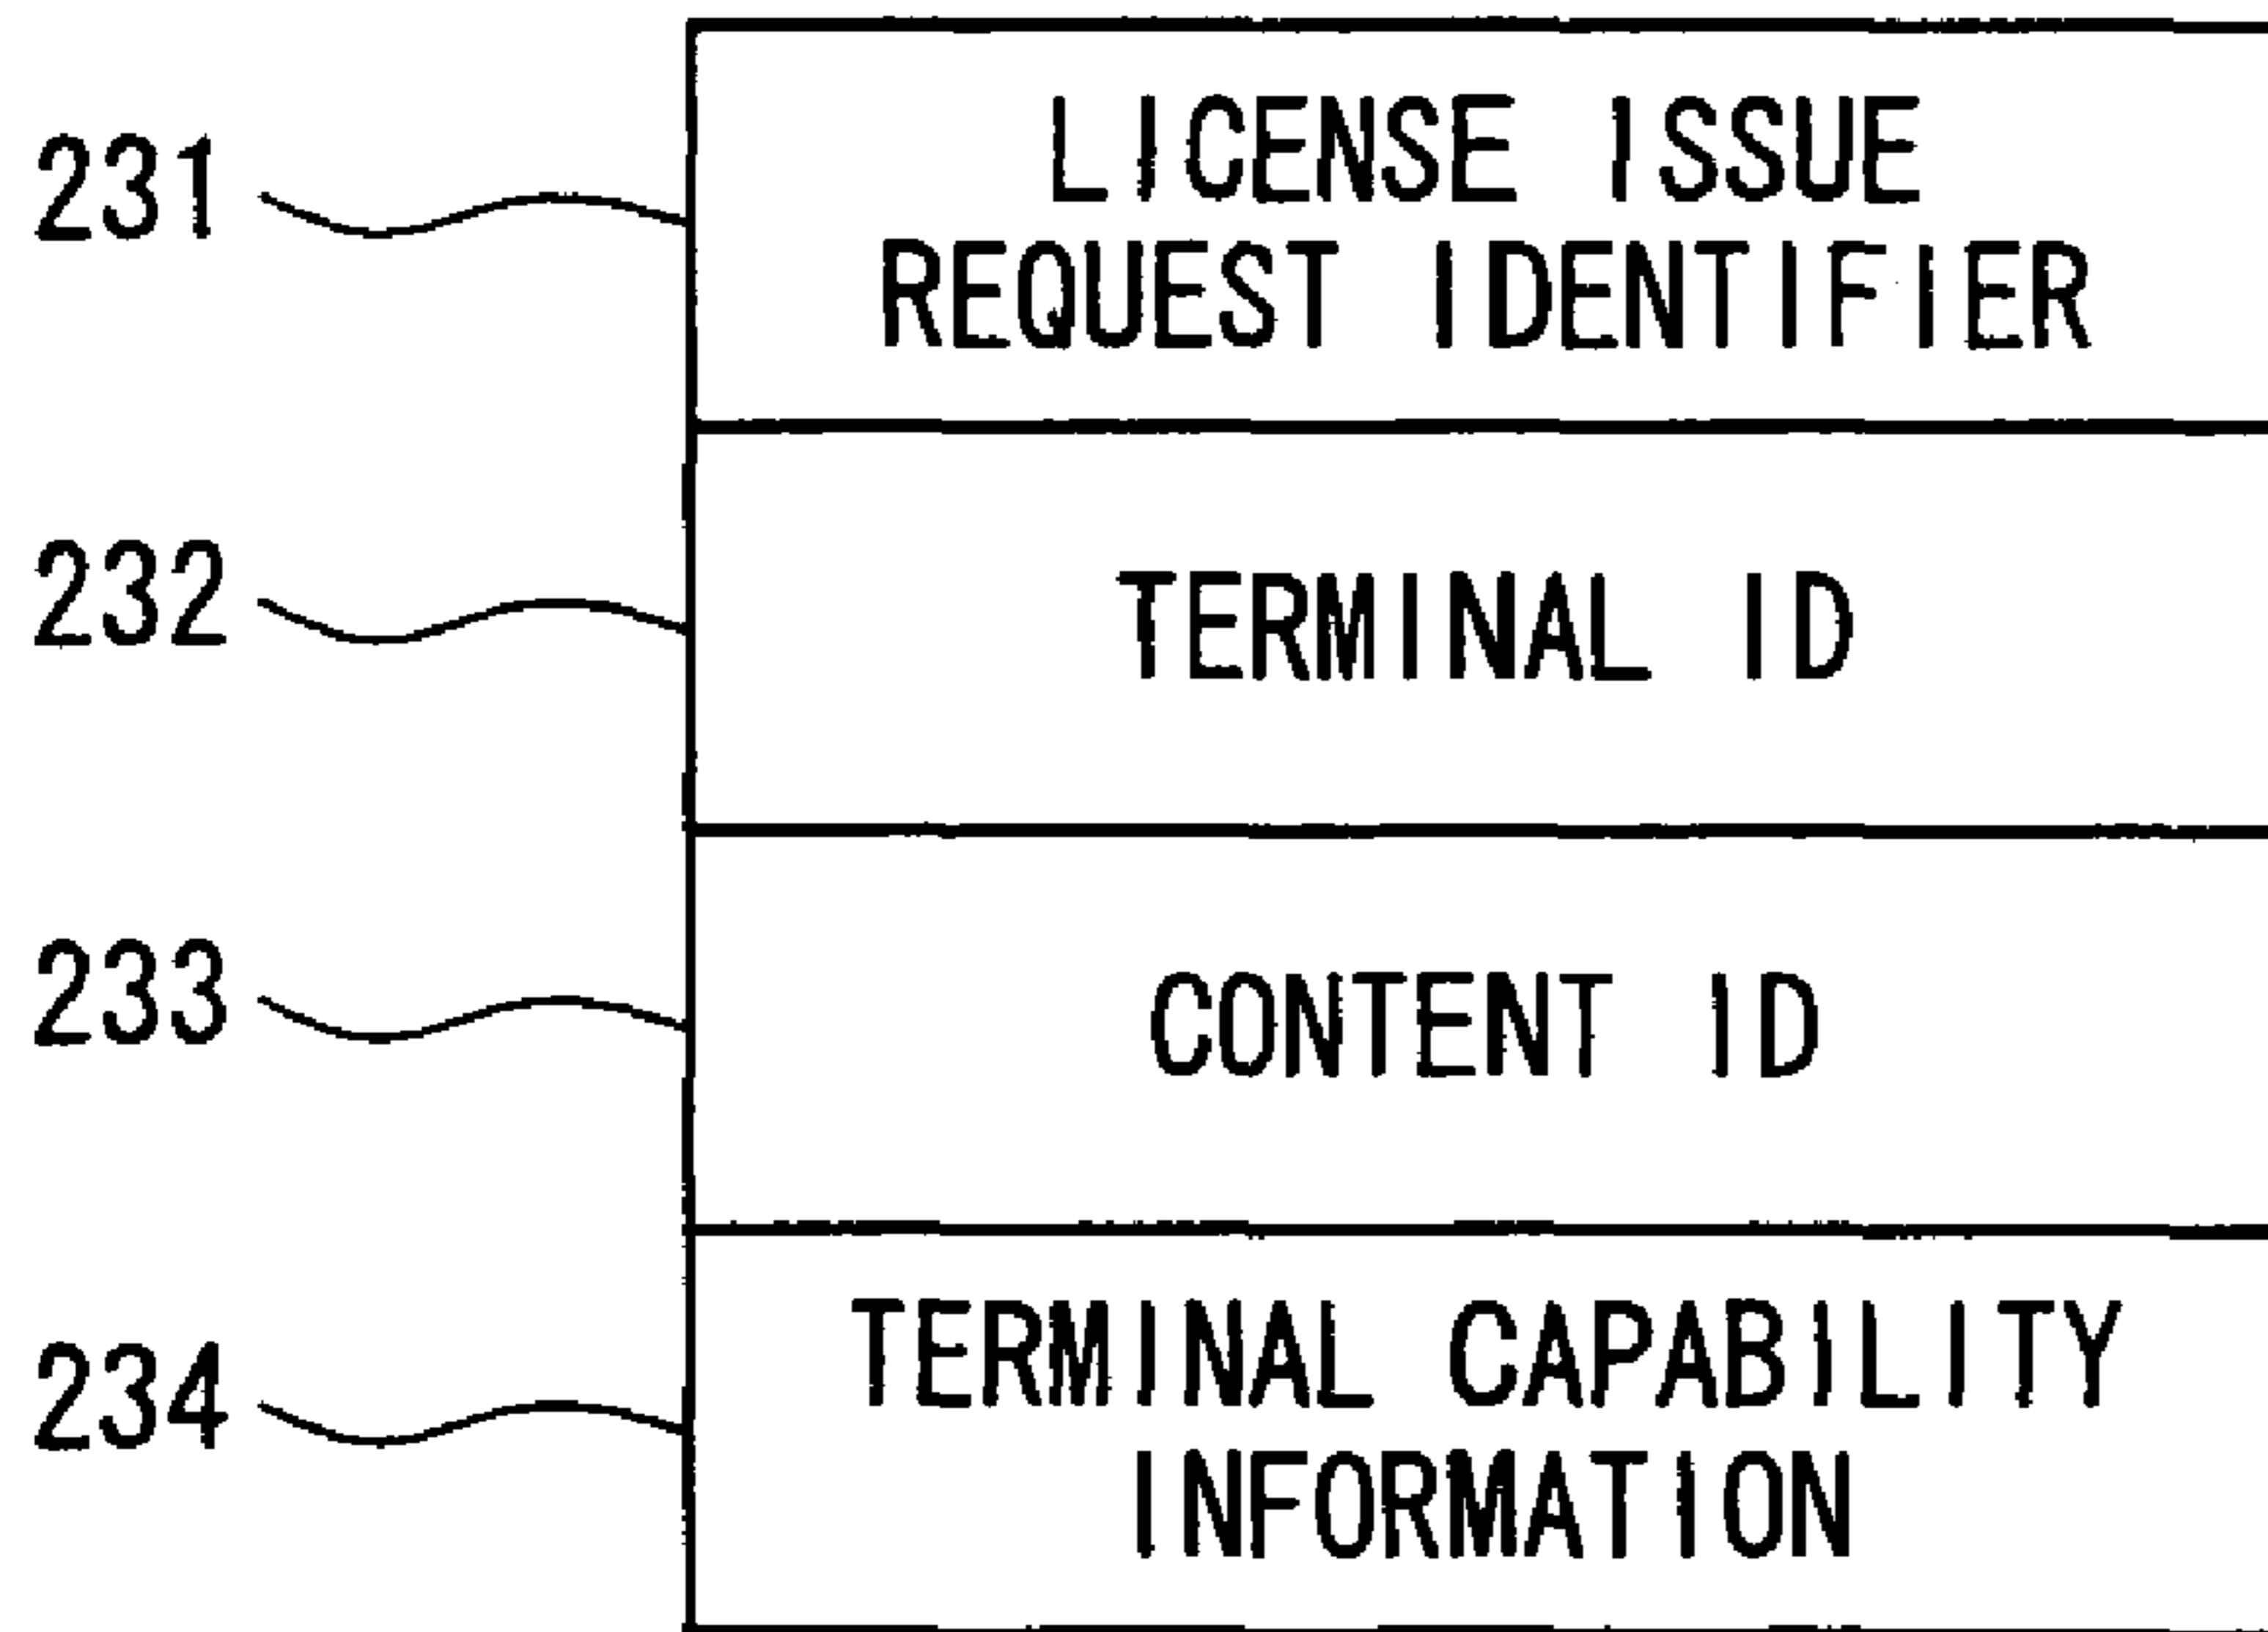 231
LICENSE ISSUE
REQUEST IDENTIFIER
232
TERMINAL ID
233
CONTENT ID
234
TERMINAL CAPABILITY
INFORMATION